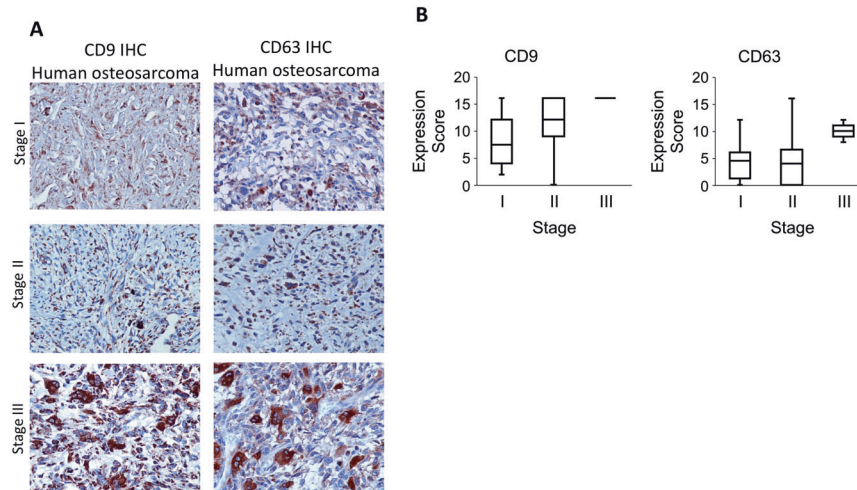 A
CD9 IHC
Human osteosarcoma
CD63 IHC
Human osteosarcoma
Stage I
Stage II
Stage III
B
CD9
Expression
Score
20
15
10
5
0
I II III
Stage
CD63
Expression
Score
20
15
10
5
0
I II III
Stage